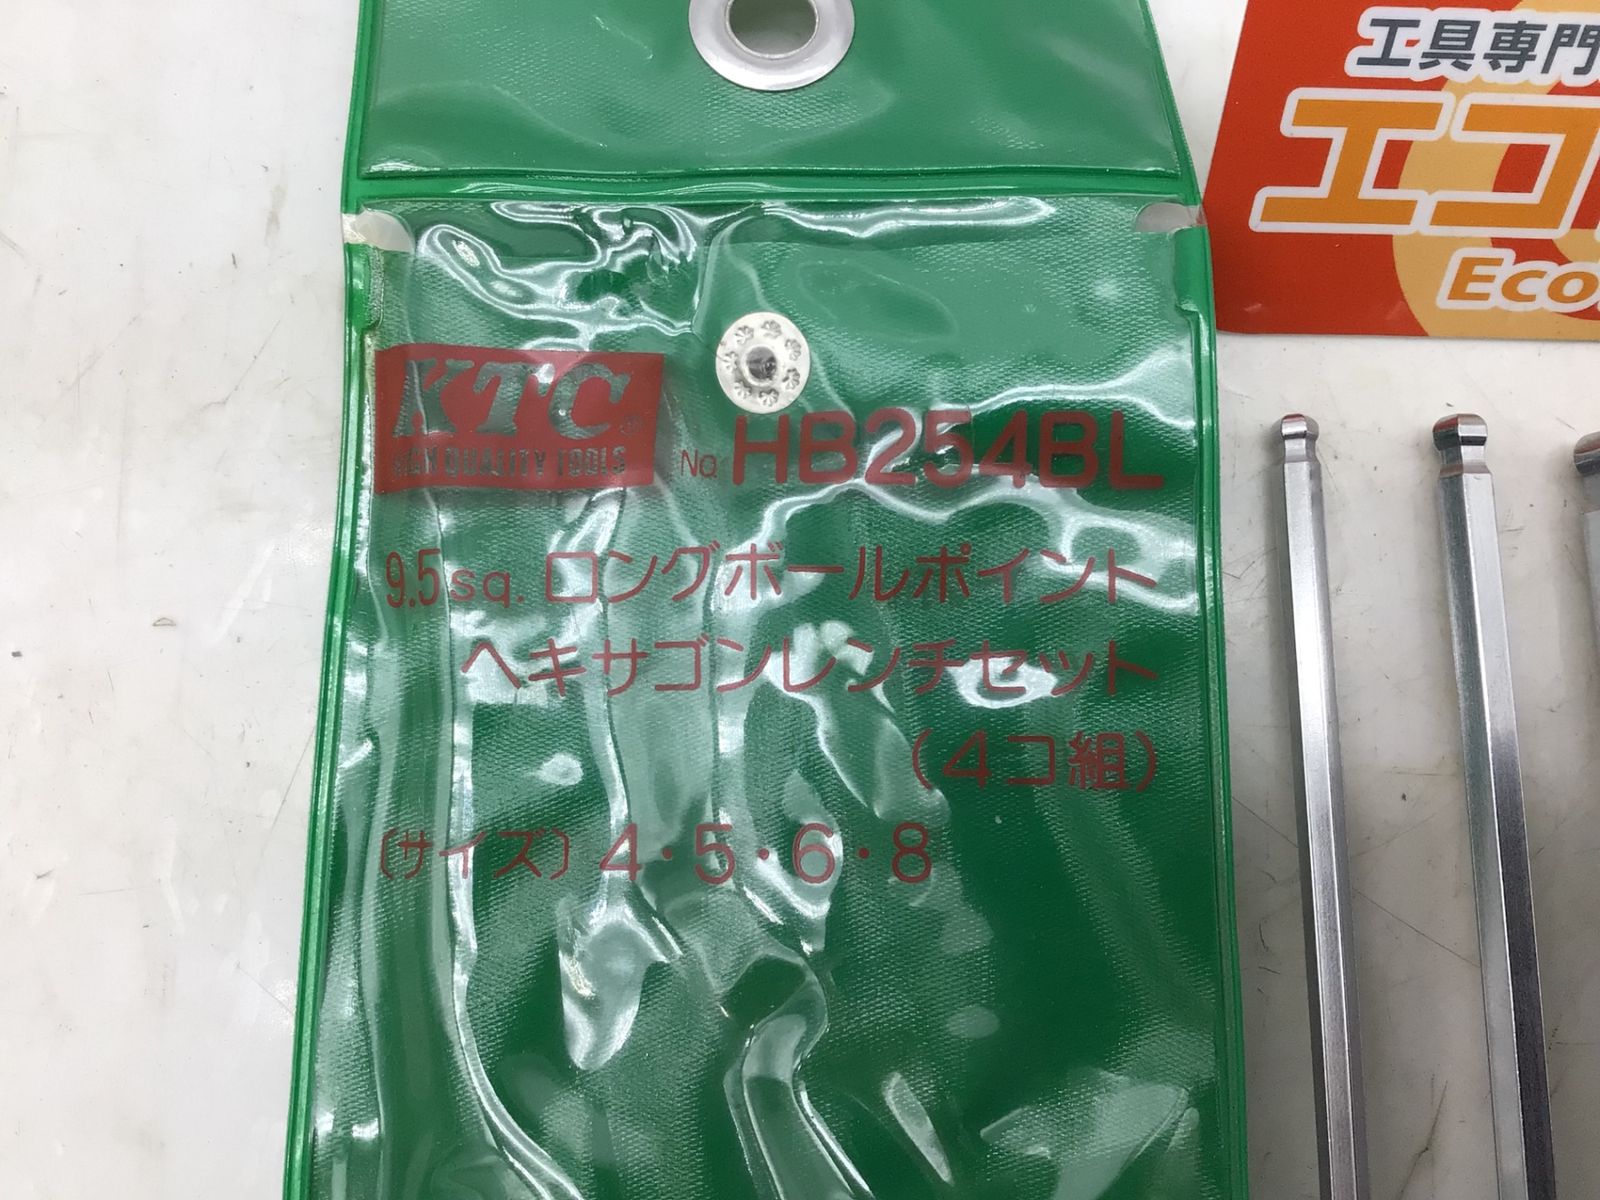 工具専門
エコ
Eco
KTC®
HIGH QUALITY TOOLS
No HB254BL
9.5sq. ロングボールポイント
ヘキサゴンレンチセット
(4コ組)
〔サイズ〕4・5・6・8